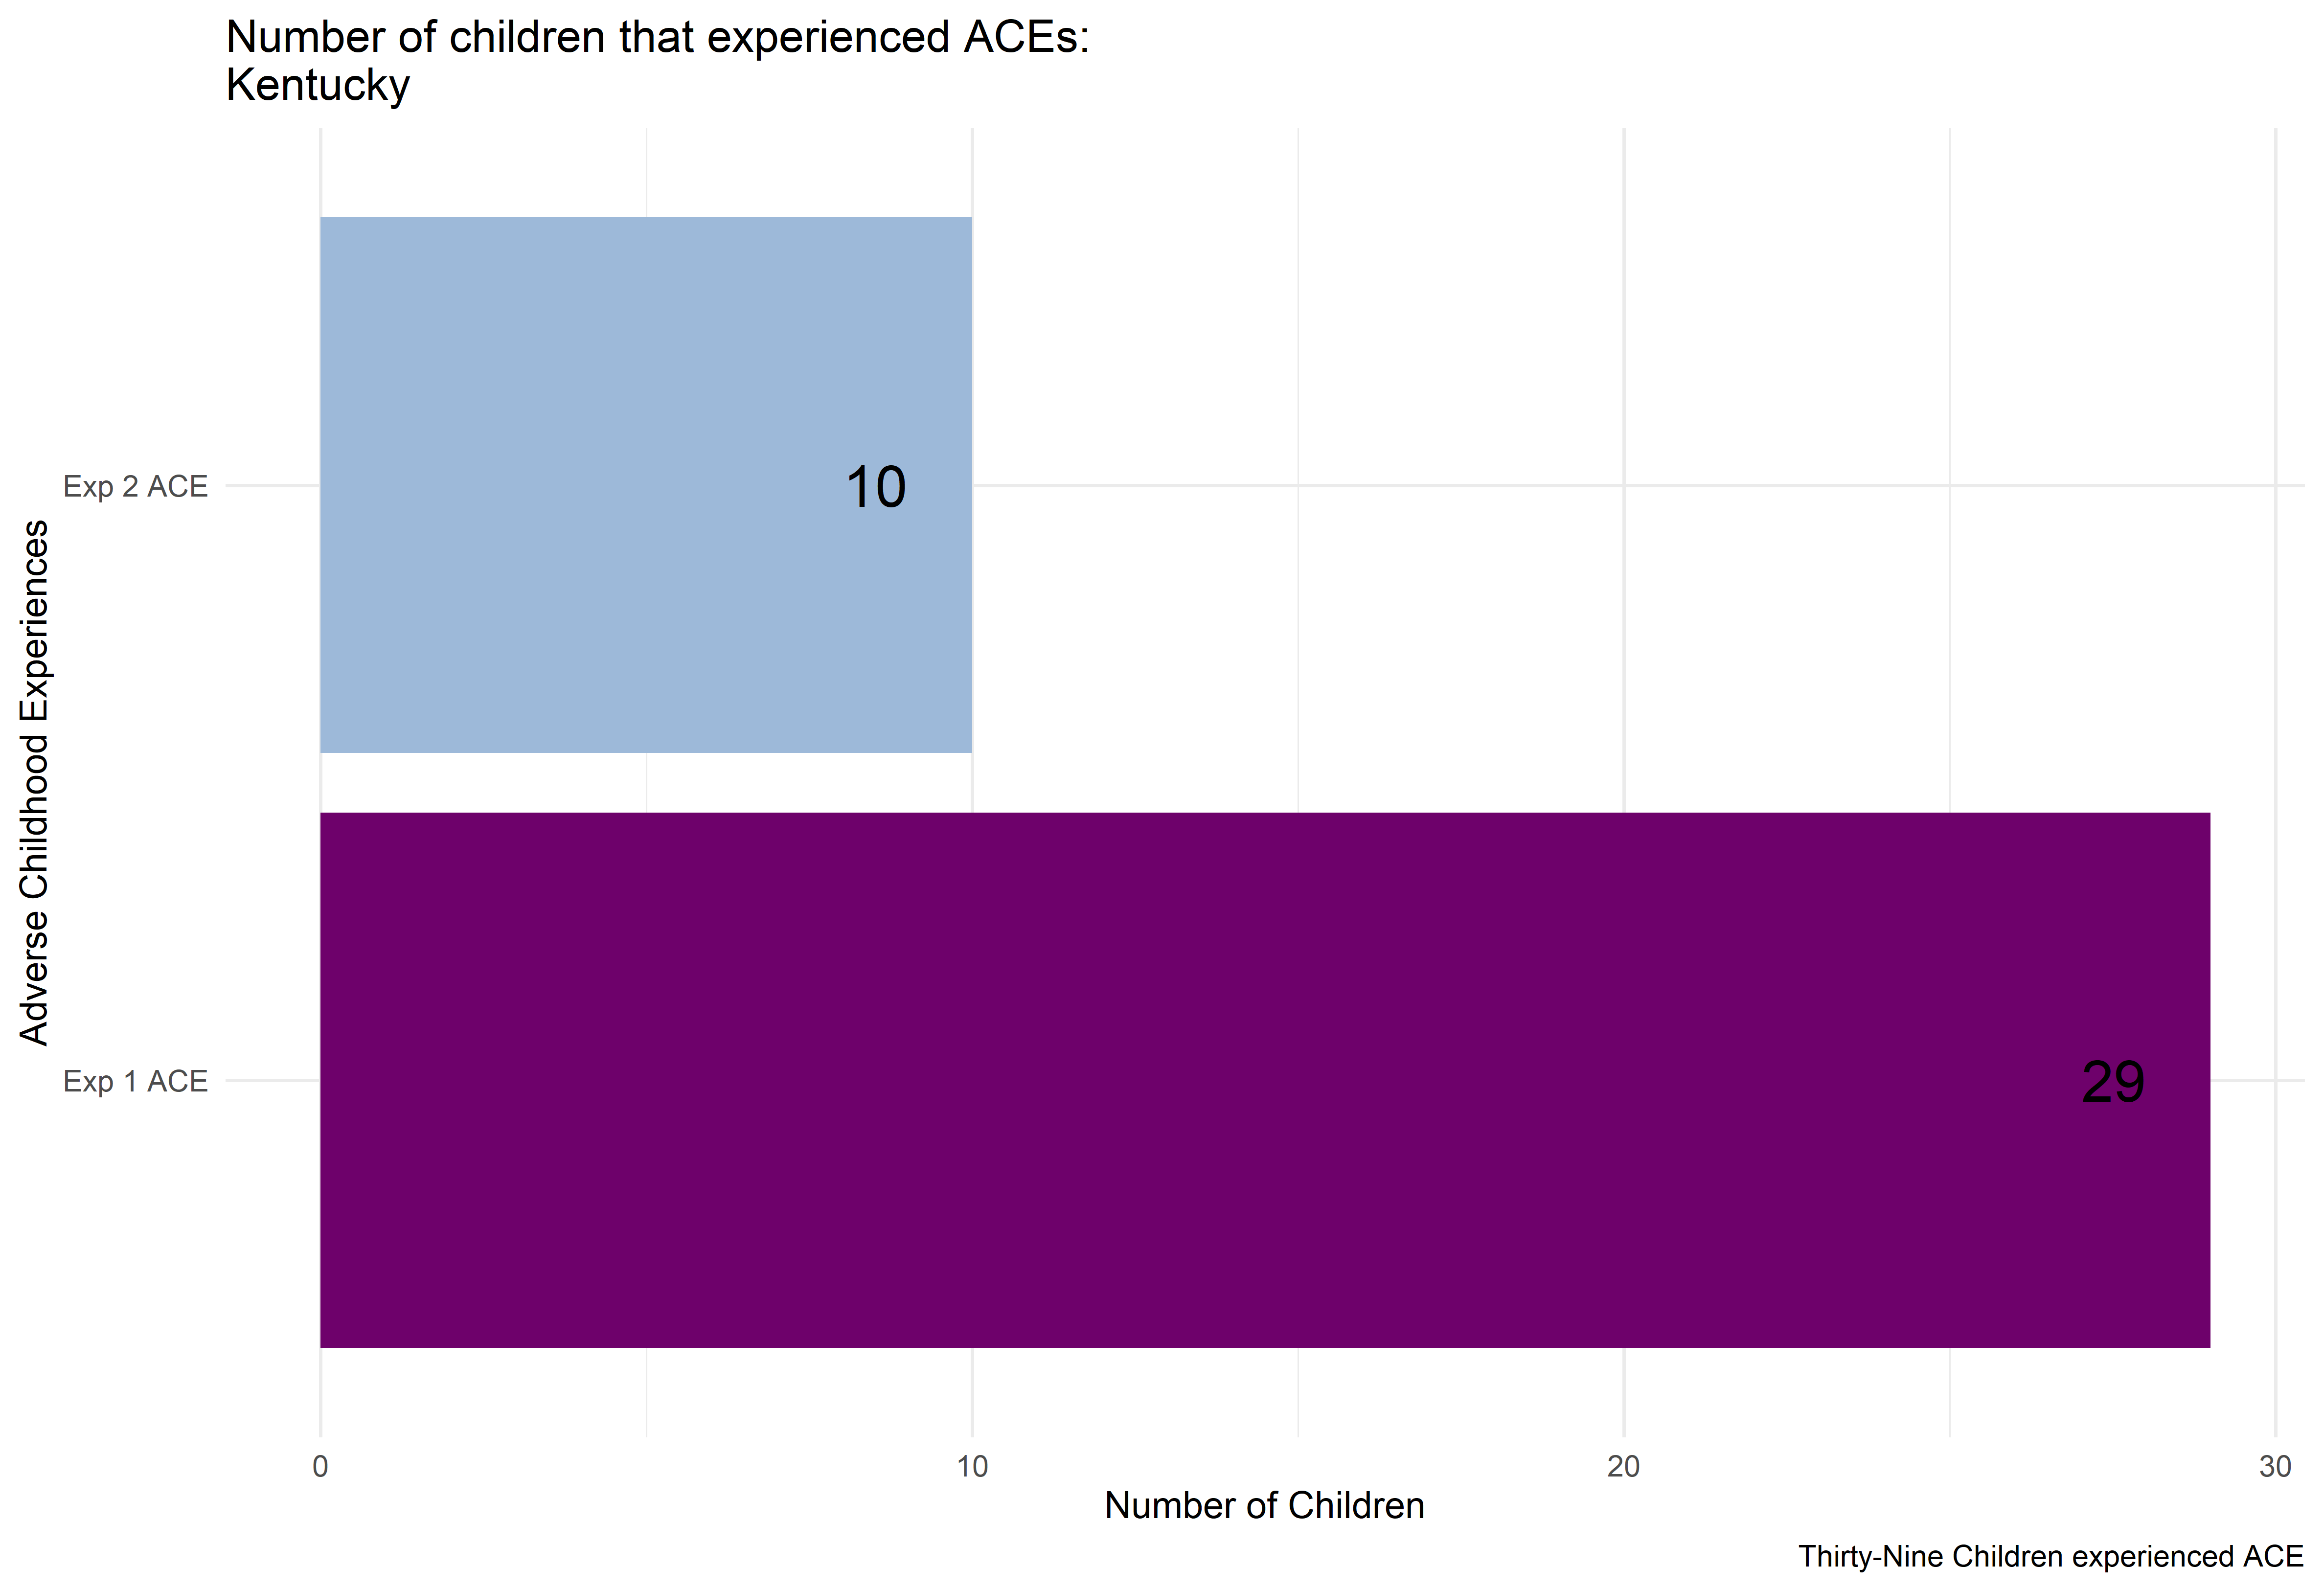 Number of children that experienced ACEs:
Kentucky
Adverse Childhood Experiences
Exp 2 ACE
10
Exp 1 ACE
29
0
10
20
30
Number of Children
Thirty-Nine Children experienced ACE